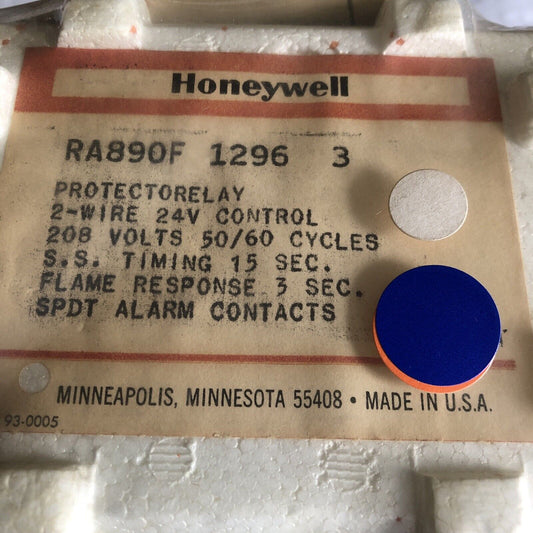 Honeywell
RA890F 1296 3
PROTECTORELAY
2-WIRE 24V CONTROL
208 VOLTS 50/60 CYCLES
S.S. TIMING 15 SEC.
FLAME RESPONSE 3 SEC.
SPDT ALARM CONTACTS
MINNEAPOLIS, MINNESOTA 55408 • MADE IN U.S.A.
93-0005